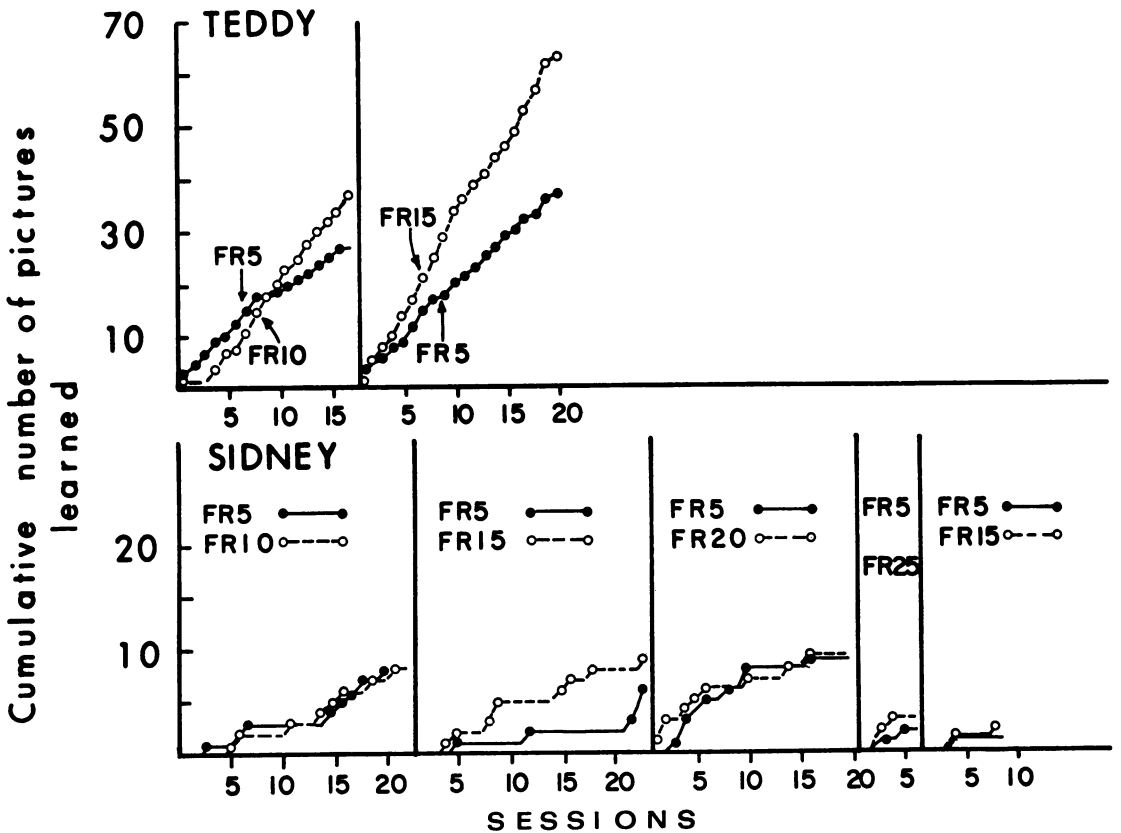 Cumulative number of pictures
learned
70 TEDDY
50
30
10
FR5
FR10
FR15
FR5
5 10 15 5 10 15 20
SIDNEY
FR5
FR10
FR5
FR15
FR5
FR20
FR5
FR25
FR5
FR15
20
10
5 10 15 20 5 10 15 20 5 10 15 20 5 5 10
SESSIONS